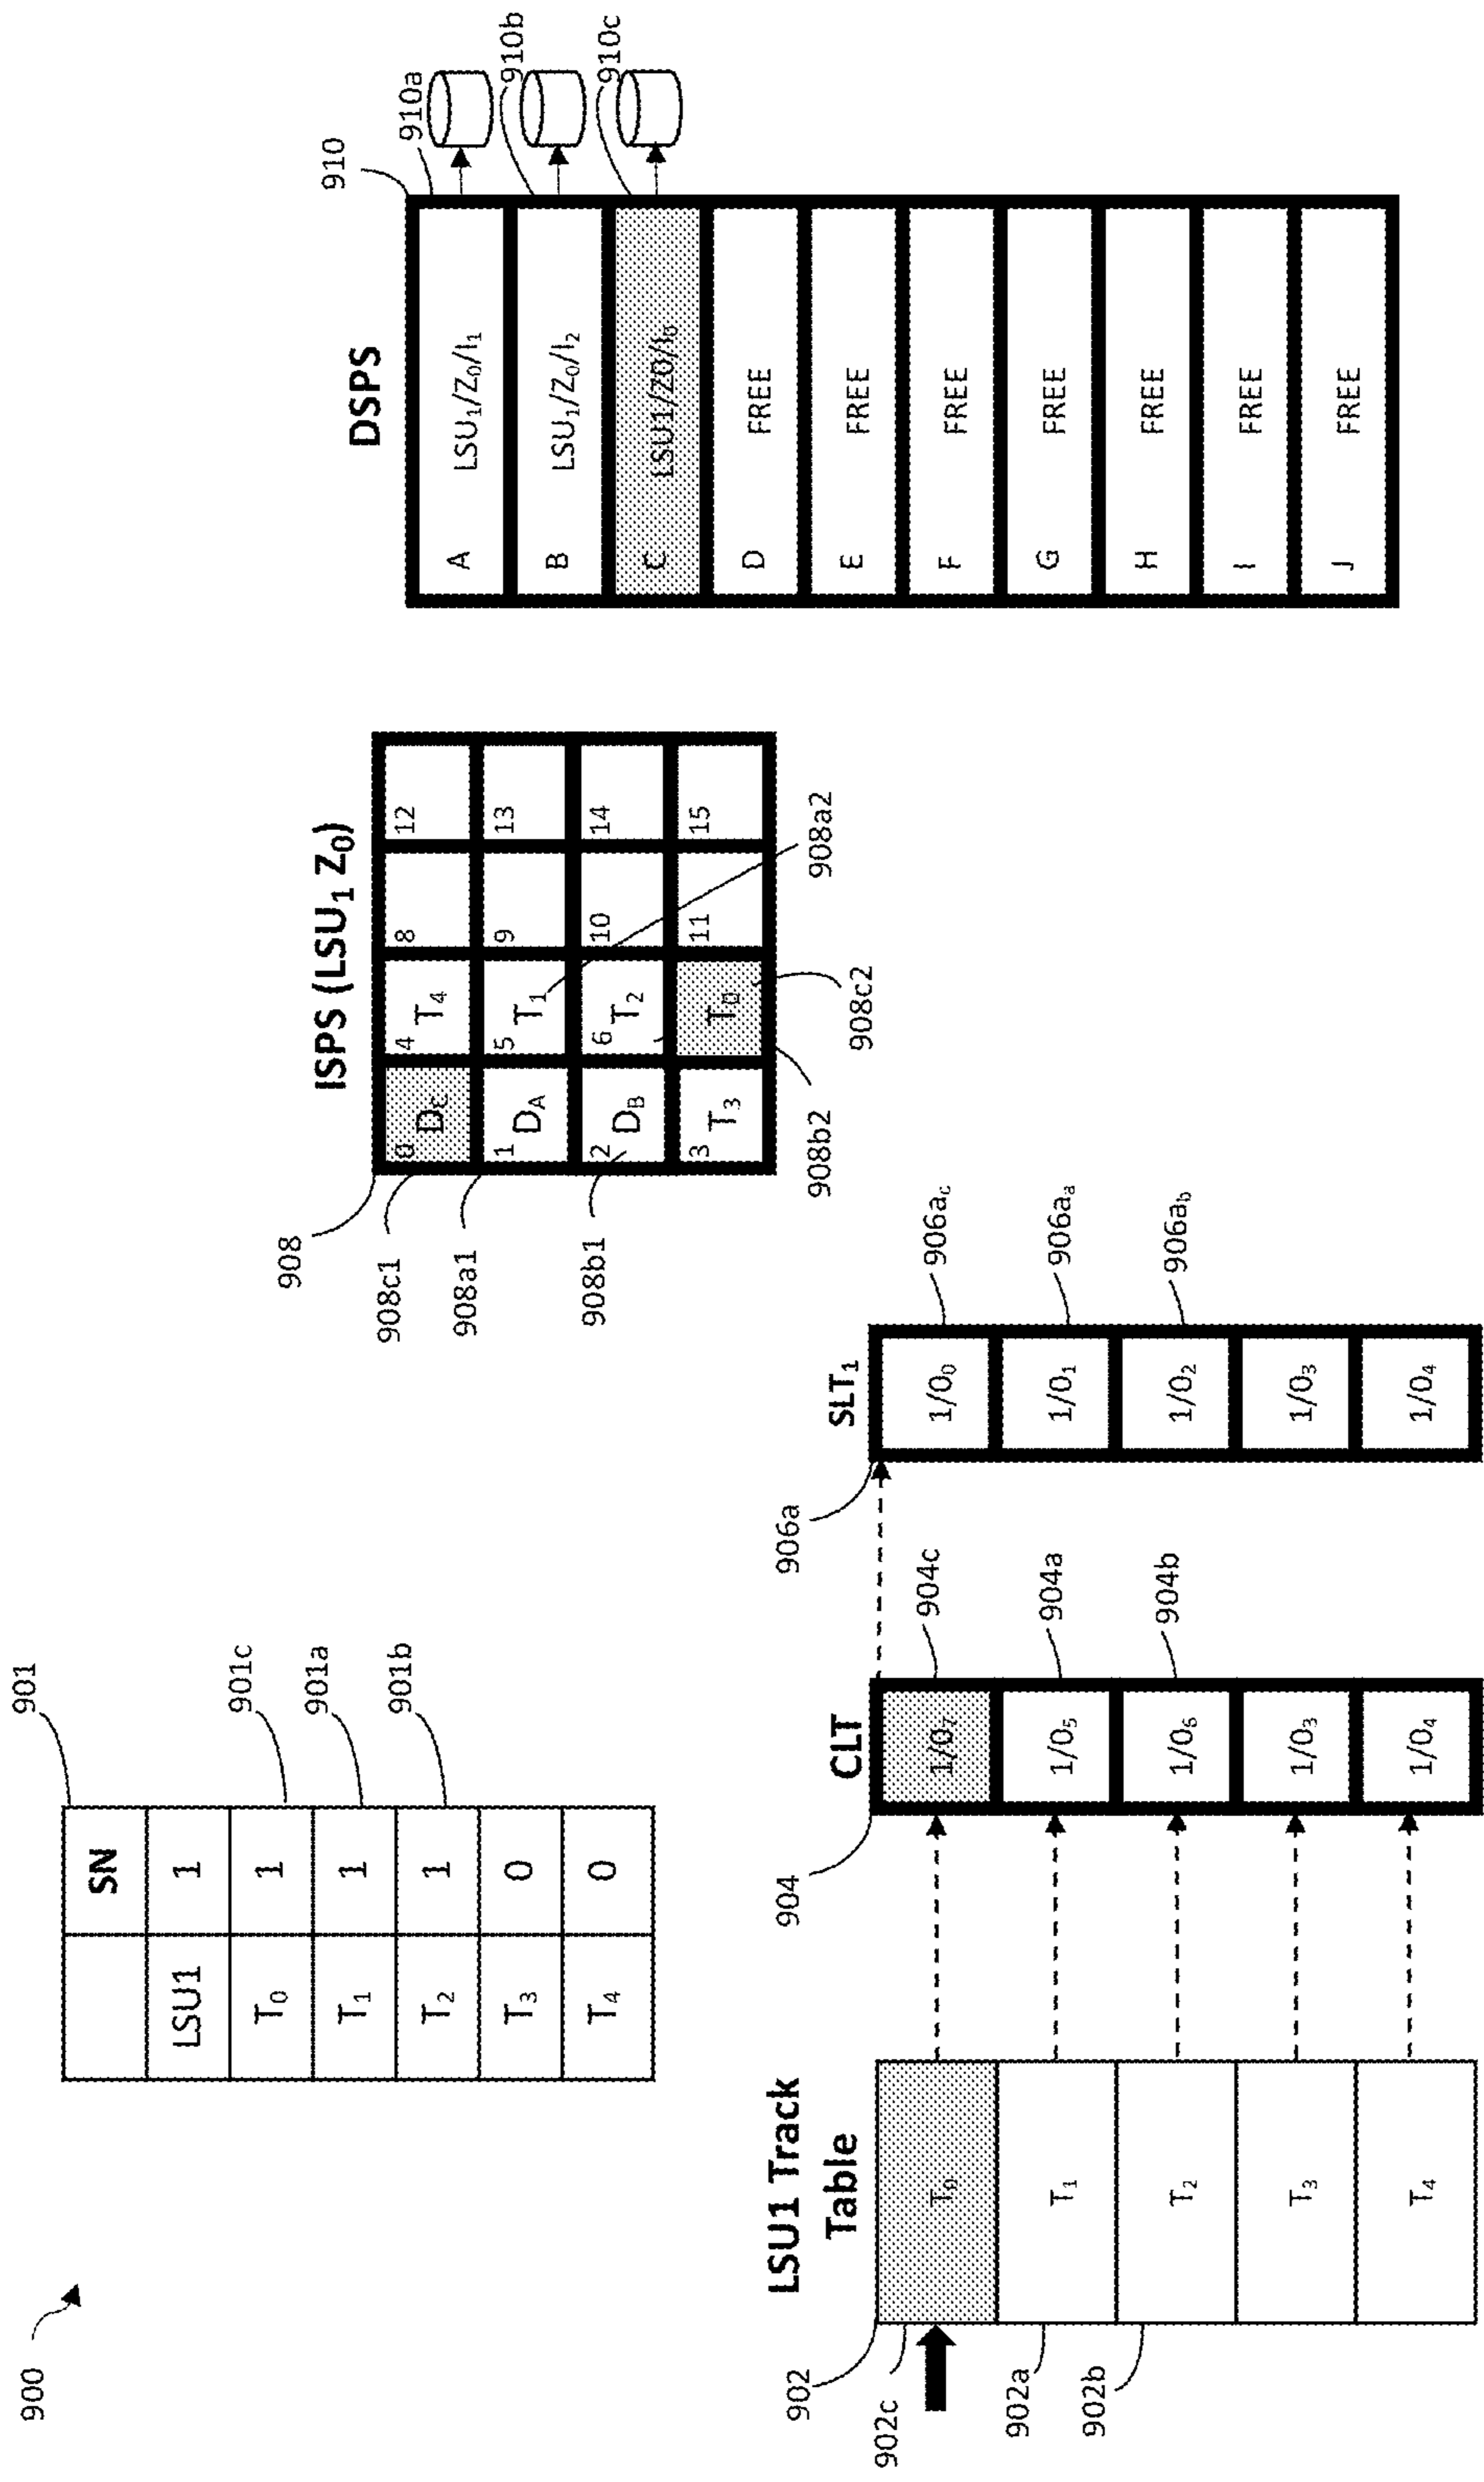 900
901
SN
LSU1 1
T₀ 1
901c
T₁ 1
901a
T₂ 1
901b
T₃ 0
T₄ 0
LSU1 Track
Table
902
902c
902a
902b
T₀
T₁
T₂
T₃
T₄
CLT
904
1/0₇
904c
1/0₅
904a
1/0₆
904b
1/0₃
1/0₄
SLT₁
906a
1/0₀
906a꜀
1/0₁
906aₐ
1/0₂
906a_b
1/0₃
1/0₄
ISPS (LSU₁ Z₀)
908
908c1
908a1
908b1
0 D_C
4 T₄
8
12
1 D_A
5 T₁
9
13
2 D_B
6 T₂
10
14
3 T₃
T₀
11
15
908b2
908c2
908a2
DSPS
910
910a
910b
910c
A LSU₁/Z₀/I₁
B LSU₁/Z₀/I₂
C LSU1/Z0/I₀
D FREE
E FREE
F FREE
G FREE
H FREE
I FREE
J FREE